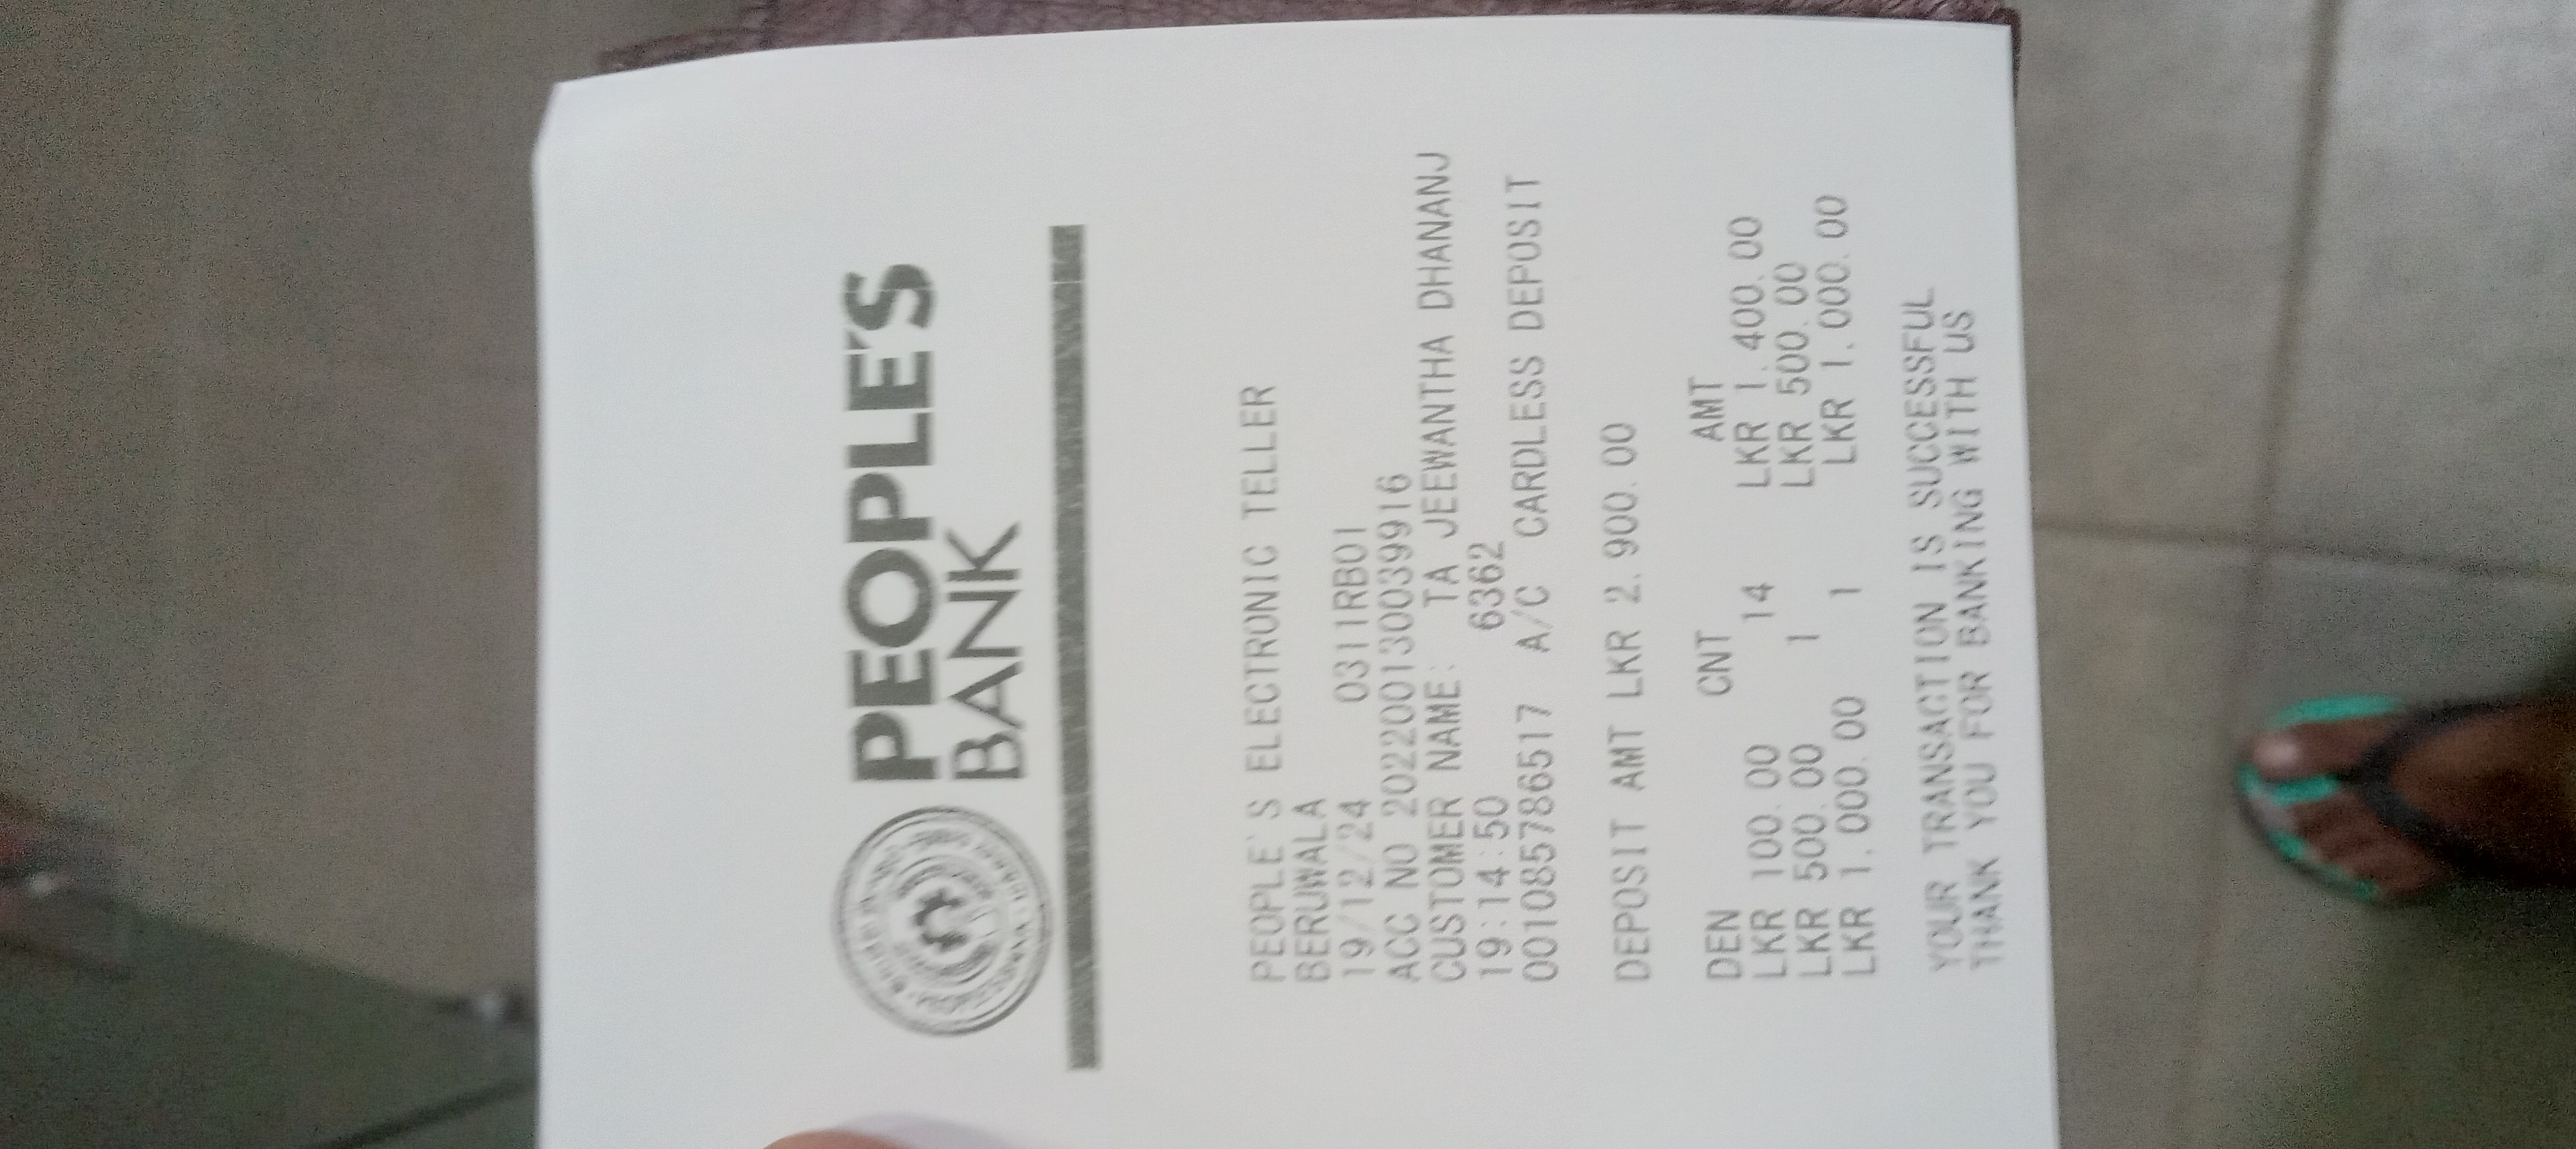 PEOPLE'S
BANK
PEOPLE'S ELECTRONIC TELLER
BERUWALA
19/12/24 0311RB01
ACC NO 202200130039916
CUSTOMER NAME: TA JEEWANTHA DHANANJ
19:14:50 6362
001085786517 A/C CARDLESS DEPOSIT
DEPOSIT AMT LKR 2,900.00
DEN CNT AMT
LKR 100.00 14 LKR 1,400.00
LKR 500.00 1 LKR 500.00
LKR 1,000.00 1 LKR 1,000.00
YOUR TRANSACTION IS SUCCESSFUL
THANK YOU FOR BANKING WITH US